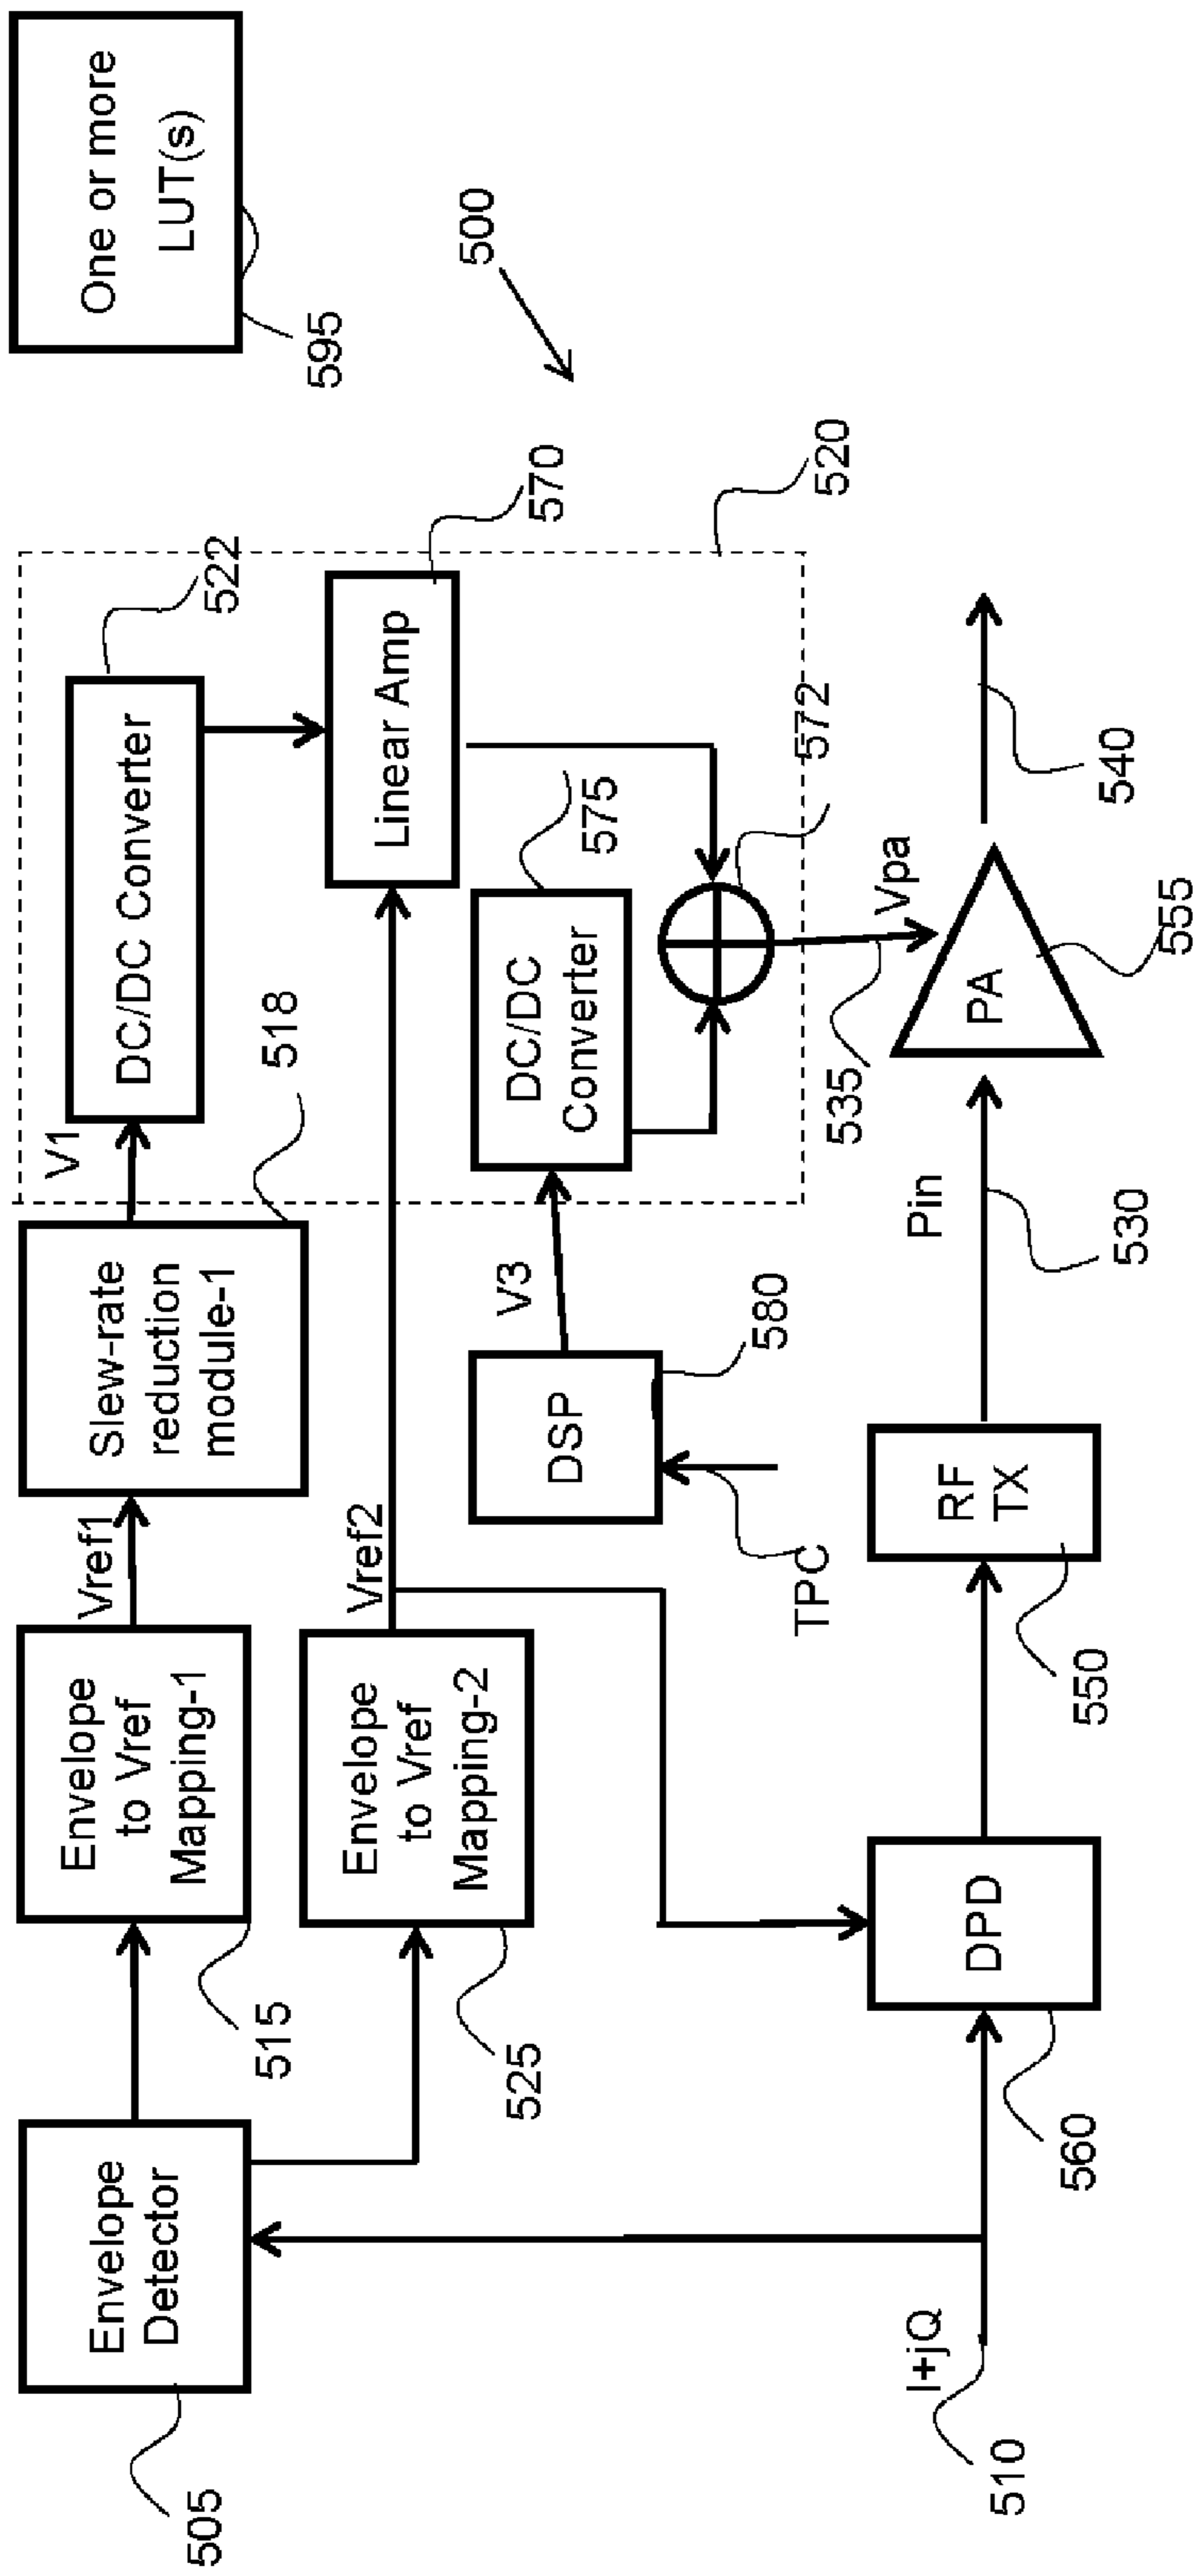 Envelope
Detector
505
Envelope
to Vref
Mapping-1
515
Vref1
Slew-rate
reduction
module-1
518
V1
DC/DC Converter
522
One or more
LUT(s)
595
Envelope
to Vref
Mapping-2
525
Vref2
Linear Amp
570
500
DSP
580
TPC
V3
DC/DC
Converter
575
572
520
I+jQ
510
DPD
560
RF
TX
550
Pin
530
535
Vpa
PA
555
540